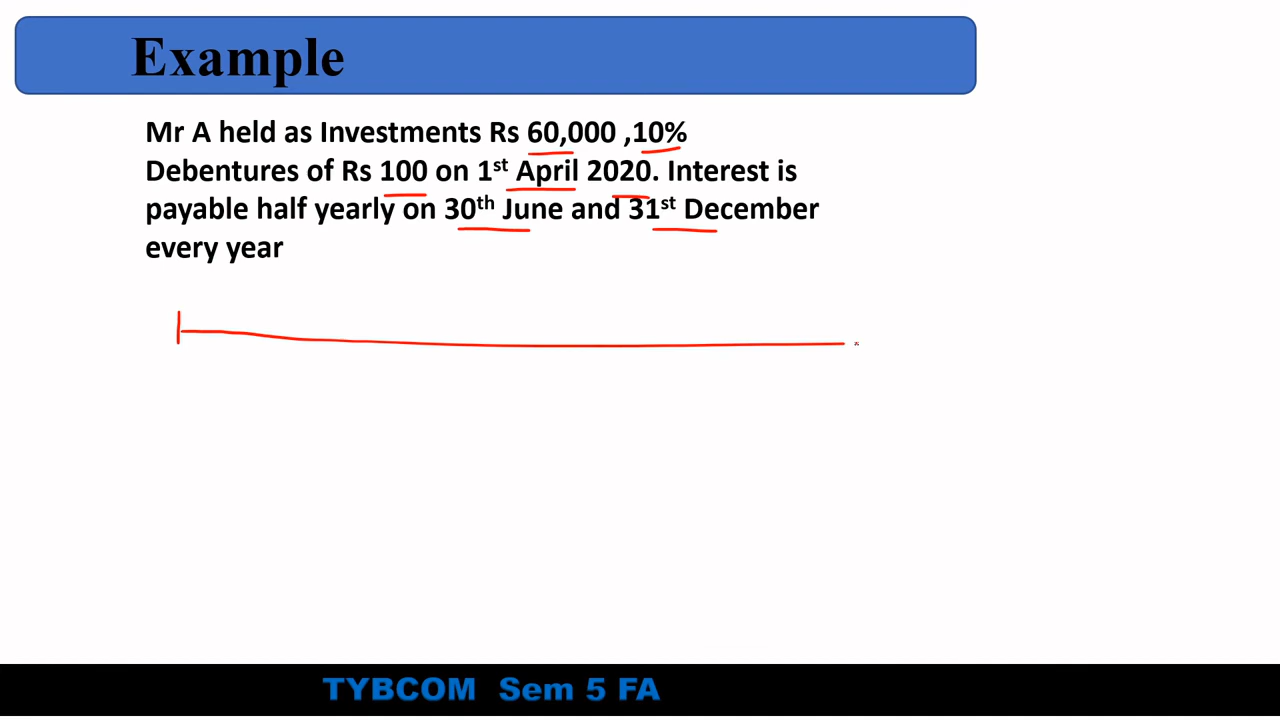 Example
Mr A held as Investments Rs 60,000 ,10%
Debentures of Rs 100 on 1st April 2020. Interest is
payable half yearly on 30th June and 31st December
every year
TYBCOM Sem 5 FA